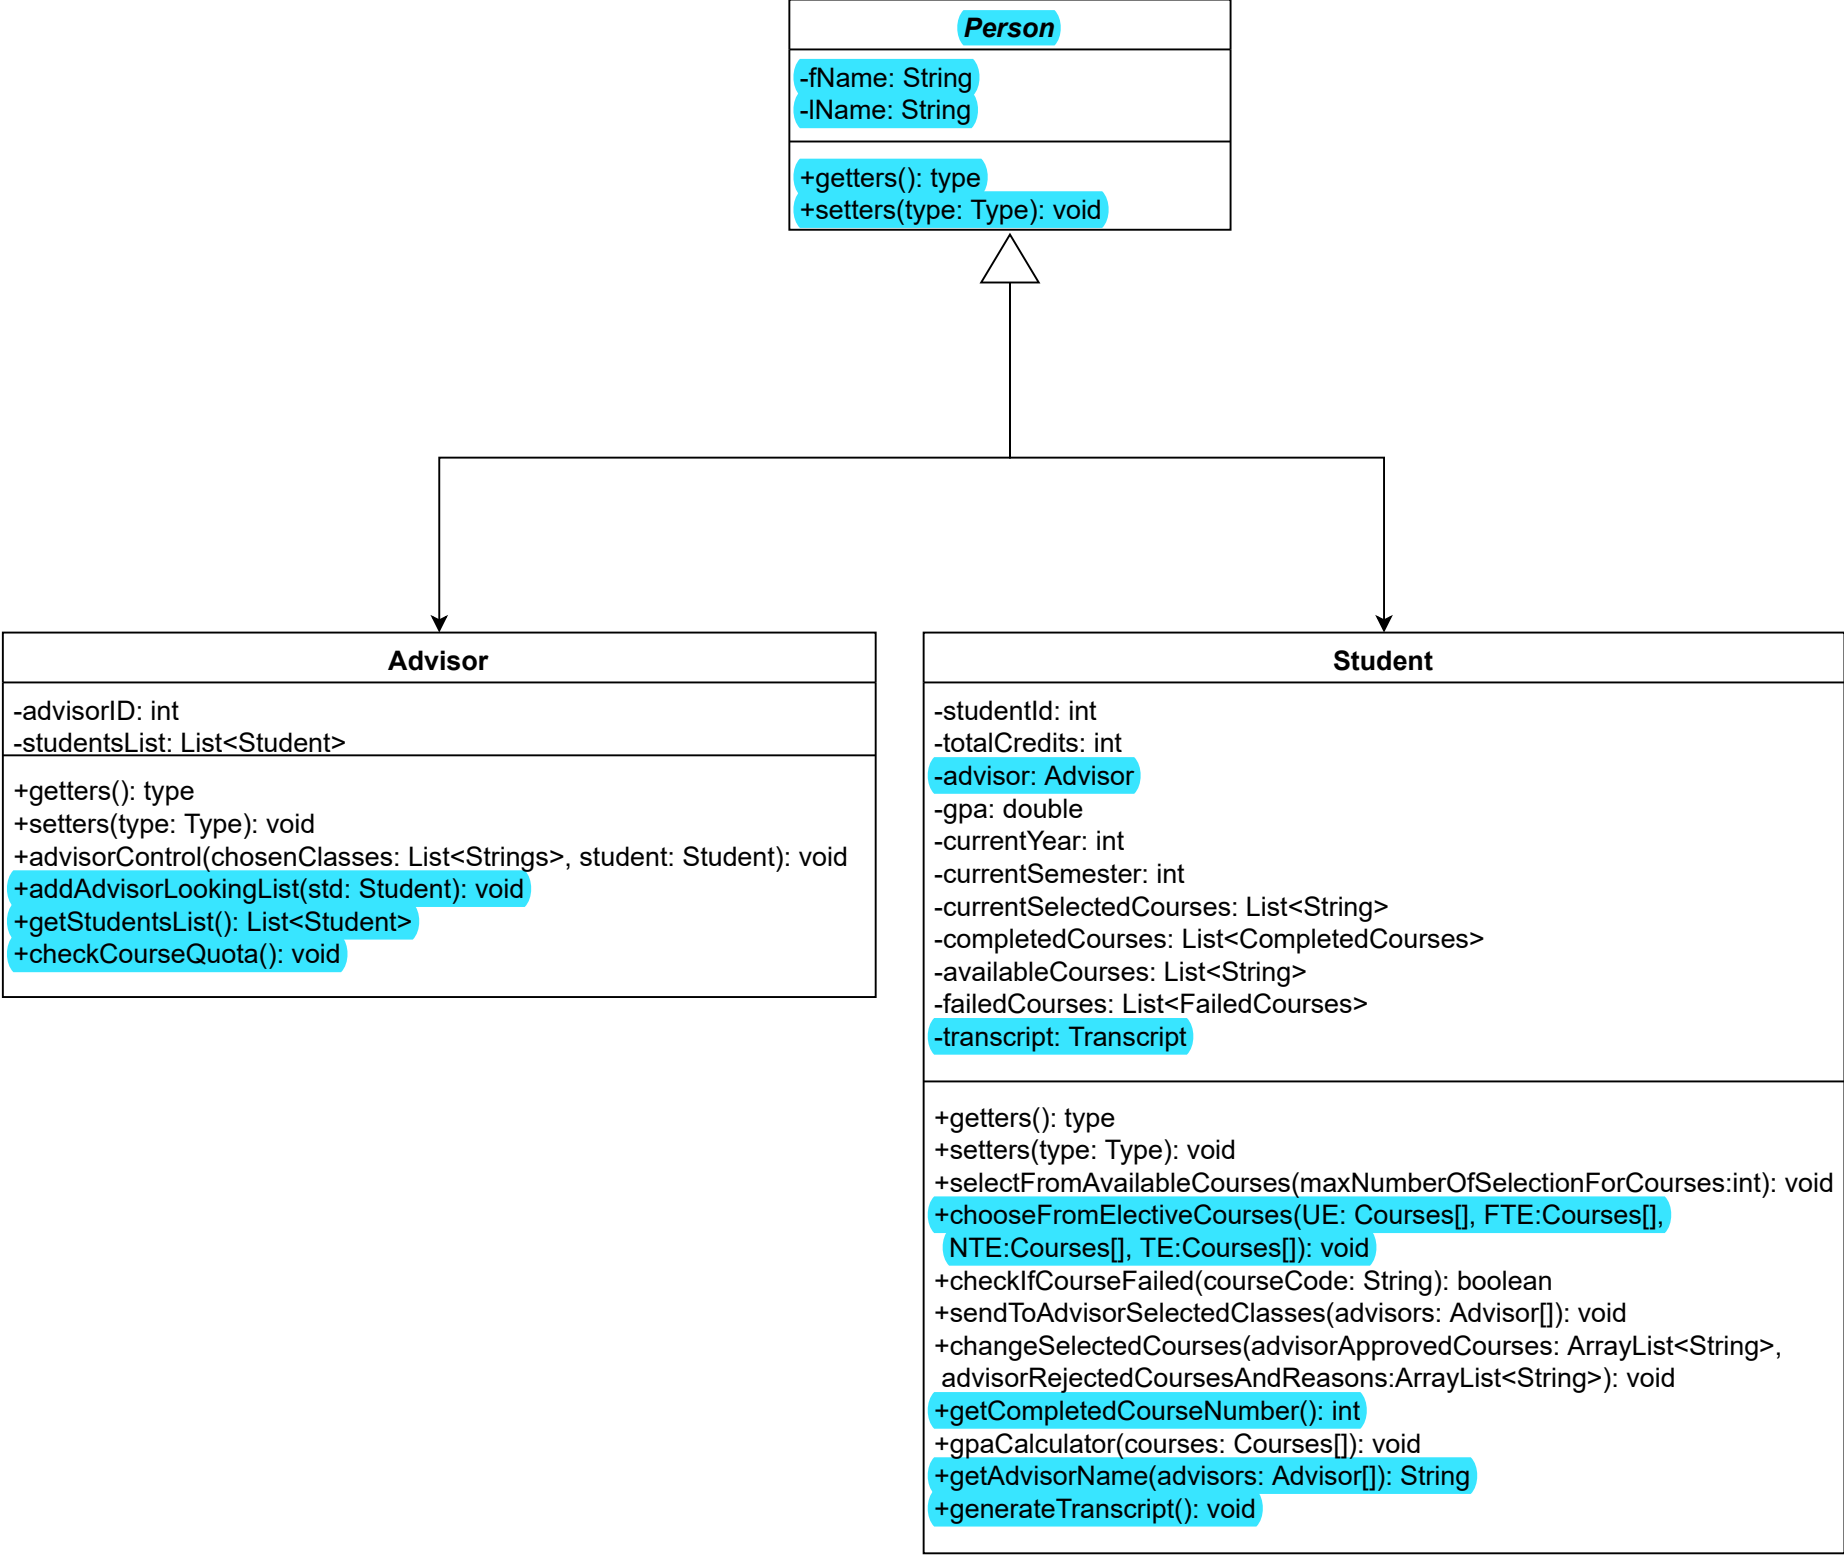 Person
-fName: String
-lName: String
+getters(): type
+setters(type: Type): void
Advisor
-advisorID: int
-studentsList: List<Student>
+getters(): type
+setters(type: Type): void
+advisorControl(chosenClasses: List<Strings>, student: Student): void
+addAdvisorLookingList(std: Student): void
+getStudentsList(): List<Student>
+checkCourseQuota(): void
Student
-studentId: int
-totalCredits: int
-advisor: Advisor
-gpa: double
-currentYear: int
-currentSemester: int
-currentSelectedCourses: List<String>
-completedCourses: List<CompletedCourses>
-availableCourses: List<String>
-failedCourses: List<FailedCourses>
-transcript: Transcript
+getters(): type
+setters(type: Type): void
+selectFromAvailableCourses(maxNumberOfSelectionForCourses:int): void
+chooseFromElectiveCourses(UE: Courses[], FTE:Courses[],
NTE:Courses[], TE:Courses[]): void
+checkIfCourseFailed(courseCode: String): boolean
+sendToAdvisorSelectedClasses(advisors: Advisor[]): void
+changeSelectedCourses(advisorApprovedCourses: ArrayList<String>,
advisorRejectedCoursesAndReasons:ArrayList<String>): void
+getCompletedCourseNumber(): int
+gpaCalculator(courses: Courses[]): void
+getAdvisorName(advisors: Advisor[]): String
+generateTranscript(): void